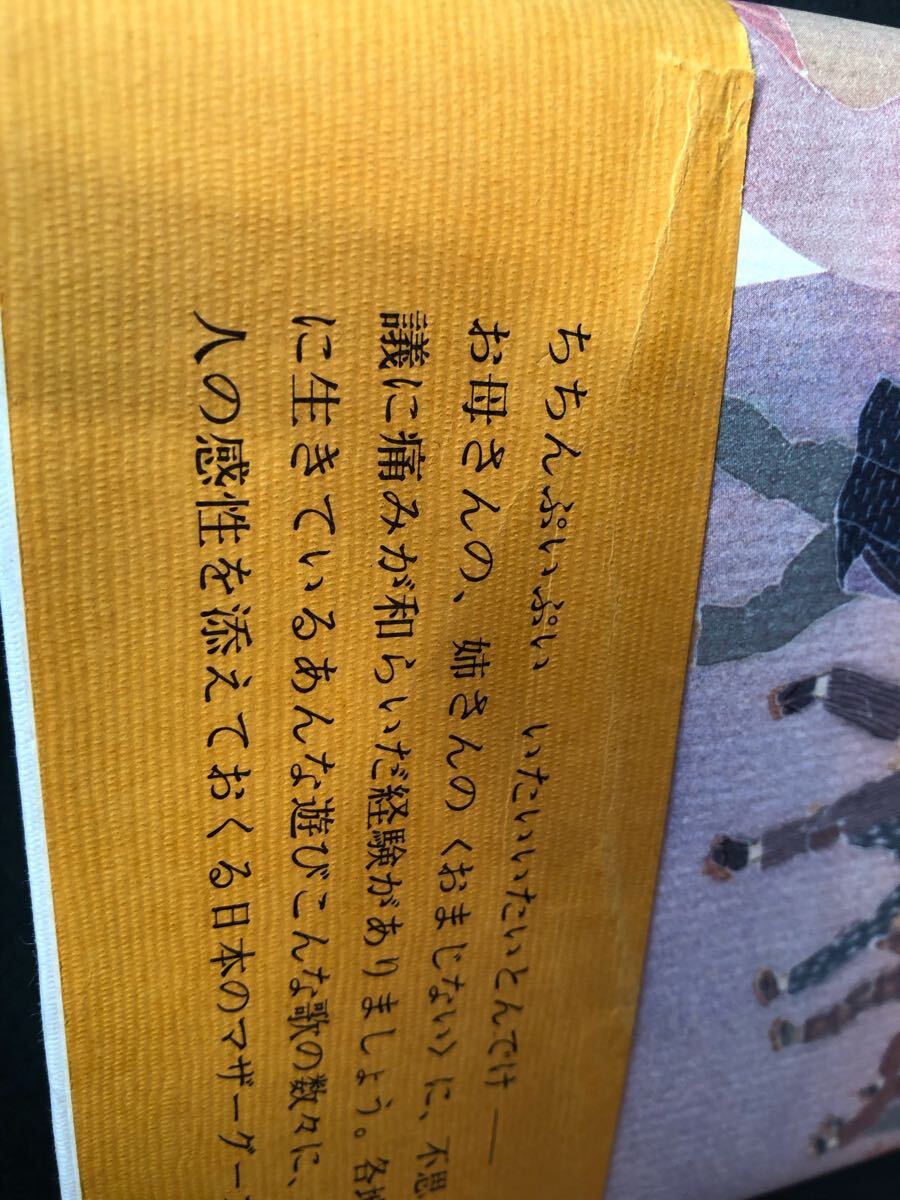 ちちんぷいぷい いたいいたいとんでけ――
お母さんの、姉さんの〈おまじない〉に、不思
議に痛みが和らいだ経験がありましょう。各地
に生きているあんな遊びこんな歌の数々に、
人の感性を添えておくる日本のマザーグー